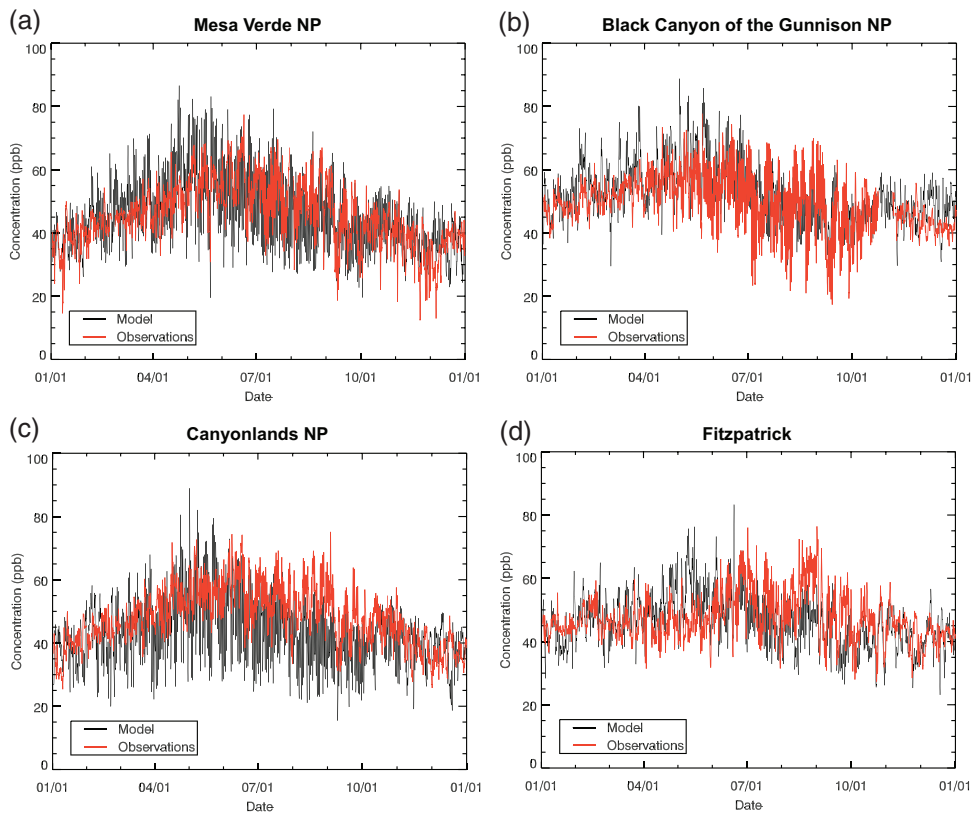 (a)
Mesa Verde NP
100
80
60
40
20
0
Concentration (ppb)
Model
Observations
01/01 04/01 07/01 10/01 01/01
Date
(b)
Black Canyon of the Gunnison NP
100
80
60
40
20
0
Concentration (ppb)
Model
Observations
01/01 04/01 07/01 10/01 01/01
Date
(c)
Canyonlands NP
100
80
60
40
20
0
Concentration (ppb)
Model
Observations
01/01 04/01 07/01 10/01 01/01
Date
(d)
Fitzpatrick
100
80
60
40
20
0
Concentration (ppb)
Model
Observations
01/01 04/01 07/01 10/01 01/01
Date